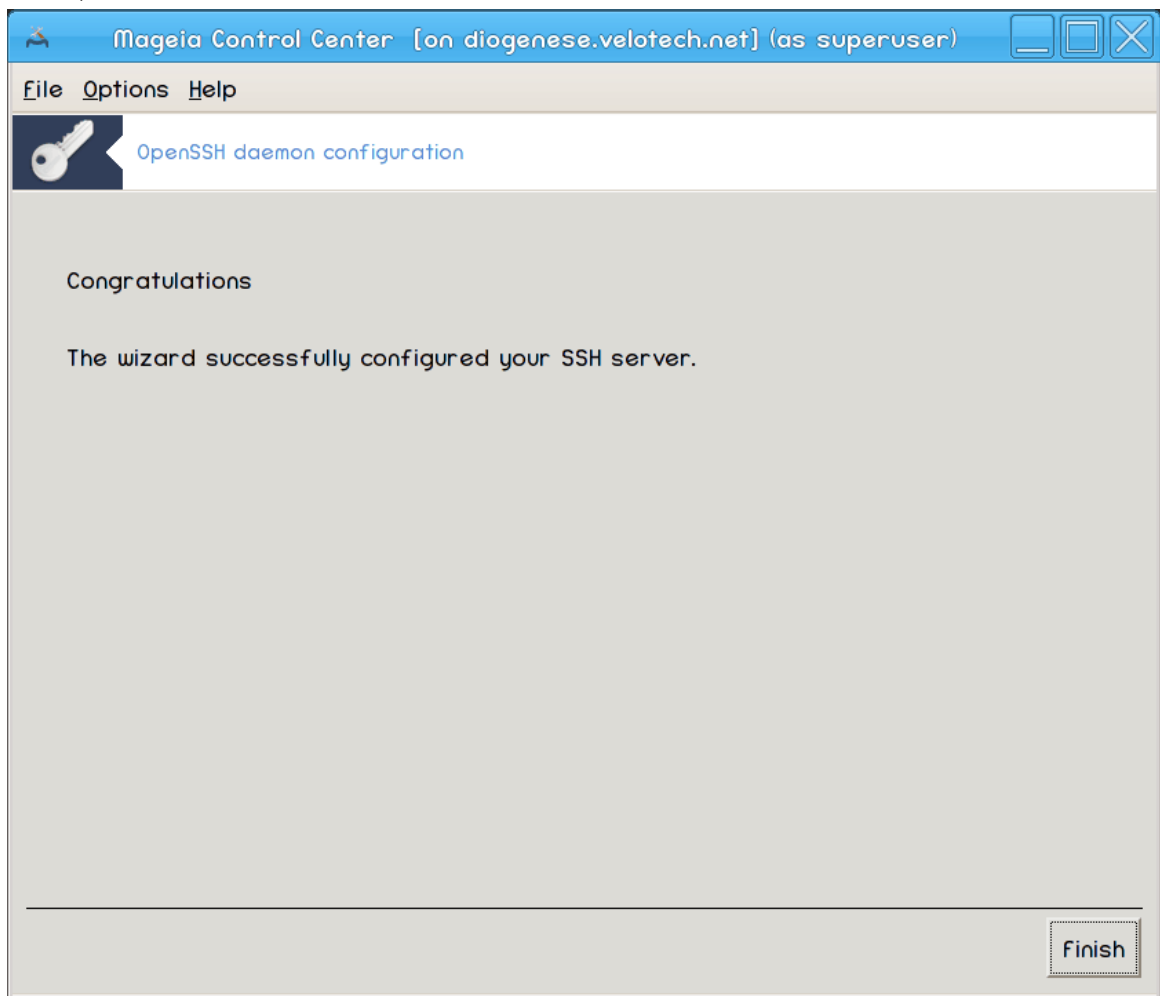 Mageia Control Center [on diogenese.velotech.net] (as superuser)
File Options Help
OpenSSH daemon configuration
Congratulations
The wizard successfully configured your SSH server.
Finish